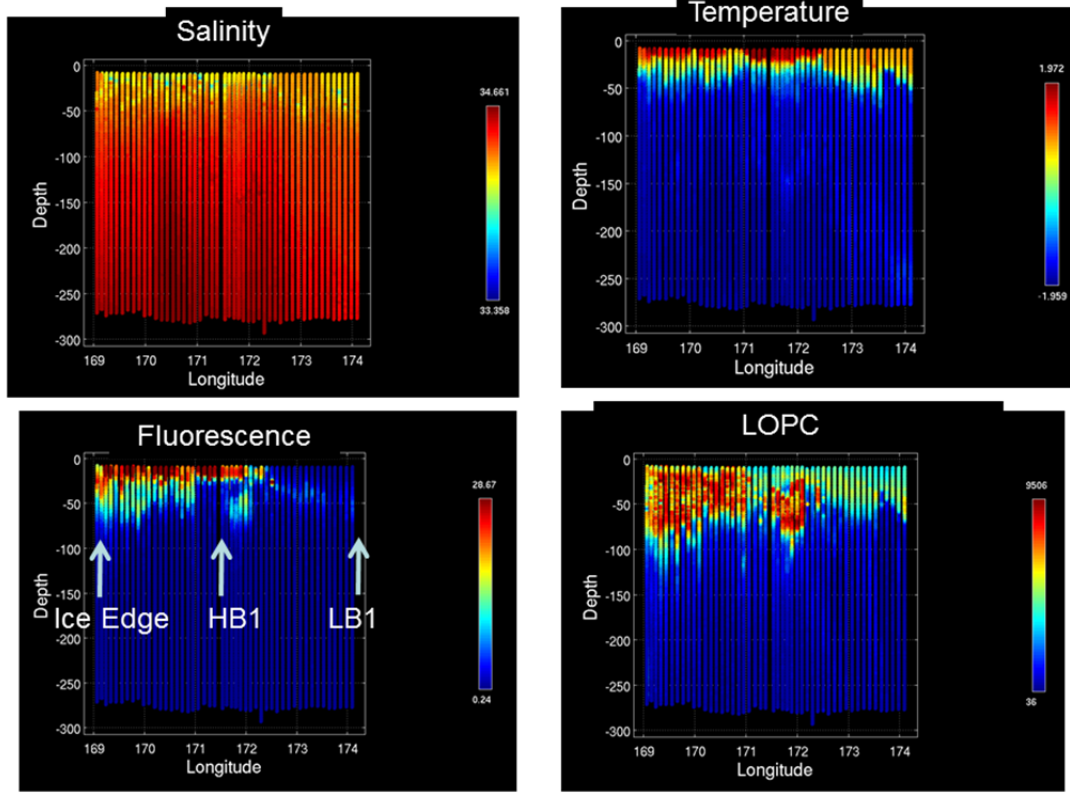 Salinity
0
-50
-100
-150
-200
-250
-300
Depth
169 170 171 172 173 174
Longitude
34.661
33.358
Temperature
0
-50
-100
-150
-200
-250
-300
Depth
169 170 171 172 173 174
Longitude
1.972
-1.959
Fluorescence
0
-50
-100
-150
-200
-250
-300
Depth
Ice Edge HB1 LB1
169 170 171 172 173 174
Longitude
28.67
0.24
LOPC
0
-50
-100
-150
-200
-250
-300
Depth
169 170 171 172 173 174
Longitude
9506
36